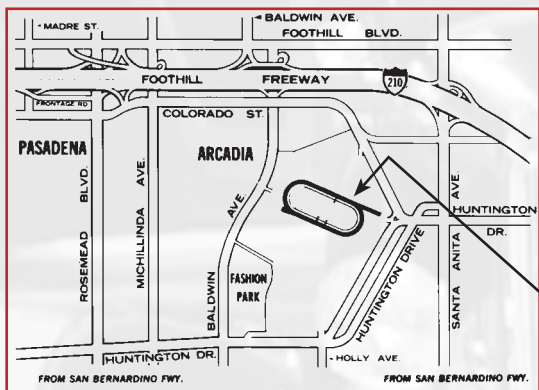 MADRE ST.
BALDWIN AVE.
FOOTHILL BLVD.
FOOTHILL FREEWAY
210
FRONTAGE RD
COLORADO ST.
PASADENA
ARCADIA
ROSEMEAD BLVD.
MICHILLINDA AVE.
BALDWIN AVE.
FASHION
PARK
HUNTINGTON DRIVE
SANTA ANITA AVE.
HUNTINGTON
DR.
HUNTINGTON DR.
HOLLY AVE.
FROM SAN BERNARDINO FWY.
FROM SAN BERNARDINO FWY.